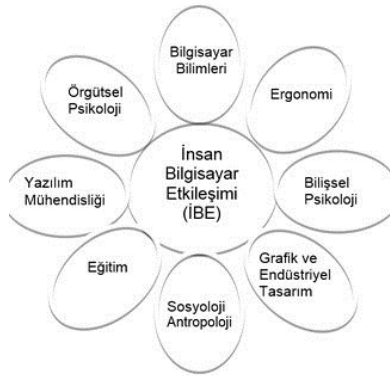 Bilgisayar
Bilimleri
Örgütsel
Psikoloji
Ergonomi
İnsan
Bilgisayar
Etkileşimi
(İBE)
Yazılım
Mühendisliği
Bilişsel
Psikoloji
Eğitim
Grafik ve
Endüstriyel
Tasarım
Sosyoloji
Antropoloji